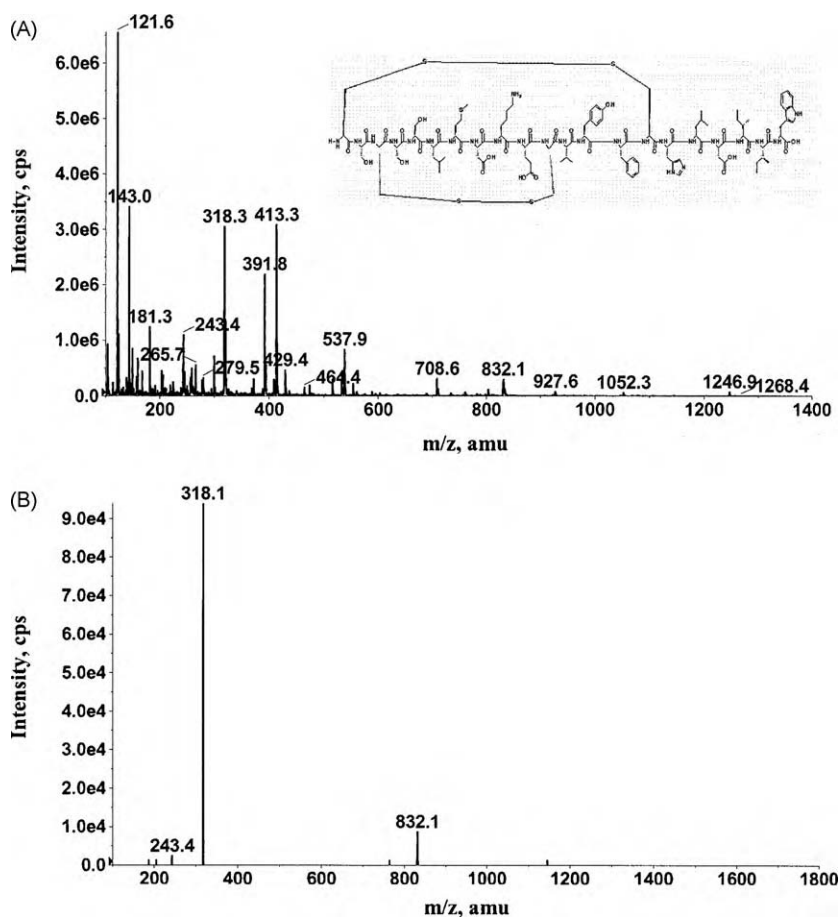 (A)
121.6
6.0e6
5.0e6
4.0e6
3.0e6
2.0e6
1.0e6
0.0
Intensity, cps
143.0
181.3
265.7
243.4
279.5
318.3
391.8
413.3
429.4
464.4
537.9
708.6
832.1
927.6
1052.3
1246.9
1268.4
200
400
600
800
1000
1200
1400
m/z, amu
(B)
318.1
9.0e4
8.0e4
7.0e4
6.0e4
5.0e4
4.0e4
3.0e4
2.0e4
1.0e4
0.0
Intensity, cps
243.4
832.1
200
400
600
800
1000
1200
1400
1600
1800
m/z, amu